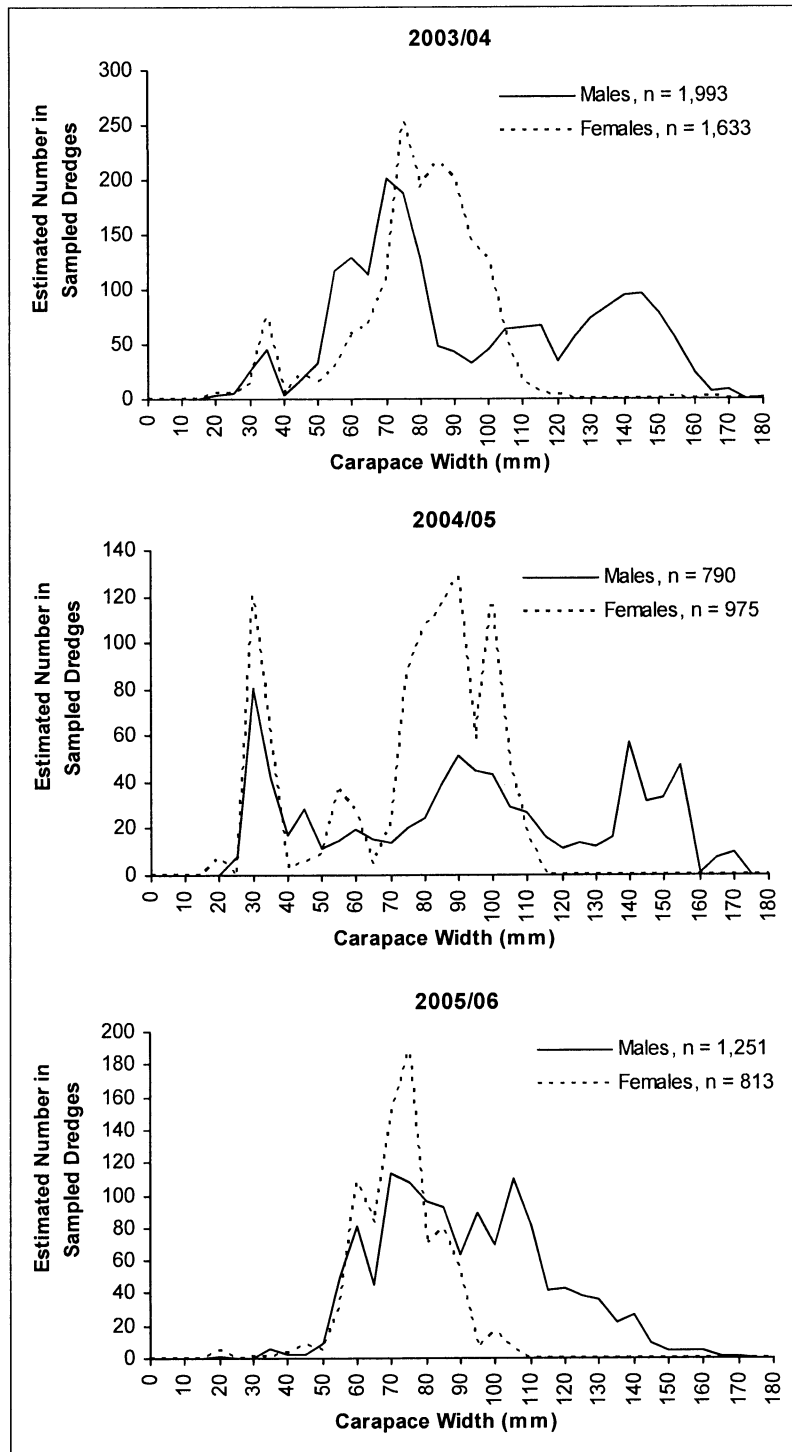 2003/04
Estimated Number in
Sampled Dredges
300
250
200
150
100
50
0
Males, n = 1,993
Females, n = 1,633
0 10 20 30 40 50 60 70 80 90 100 110 120 130 140 150 160 170 180
Carapace Width (mm)
2004/05
Estimated Number in
Sampled Dredges
140
120
100
80
60
40
20
0
Males, n = 790
Females, n = 975
0 10 20 30 40 50 60 70 80 90 100 110 120 130 140 150 160 170 180
Carapace Width (mm)
2005/06
Estimated Number in
Sampled Dredges
200
180
160
140
120
100
80
60
40
20
0
Males, n = 1,251
Females, n = 813
0 10 20 30 40 50 60 70 80 90 100 110 120 130 140 150 160 170 180
Carapace Width (mm)